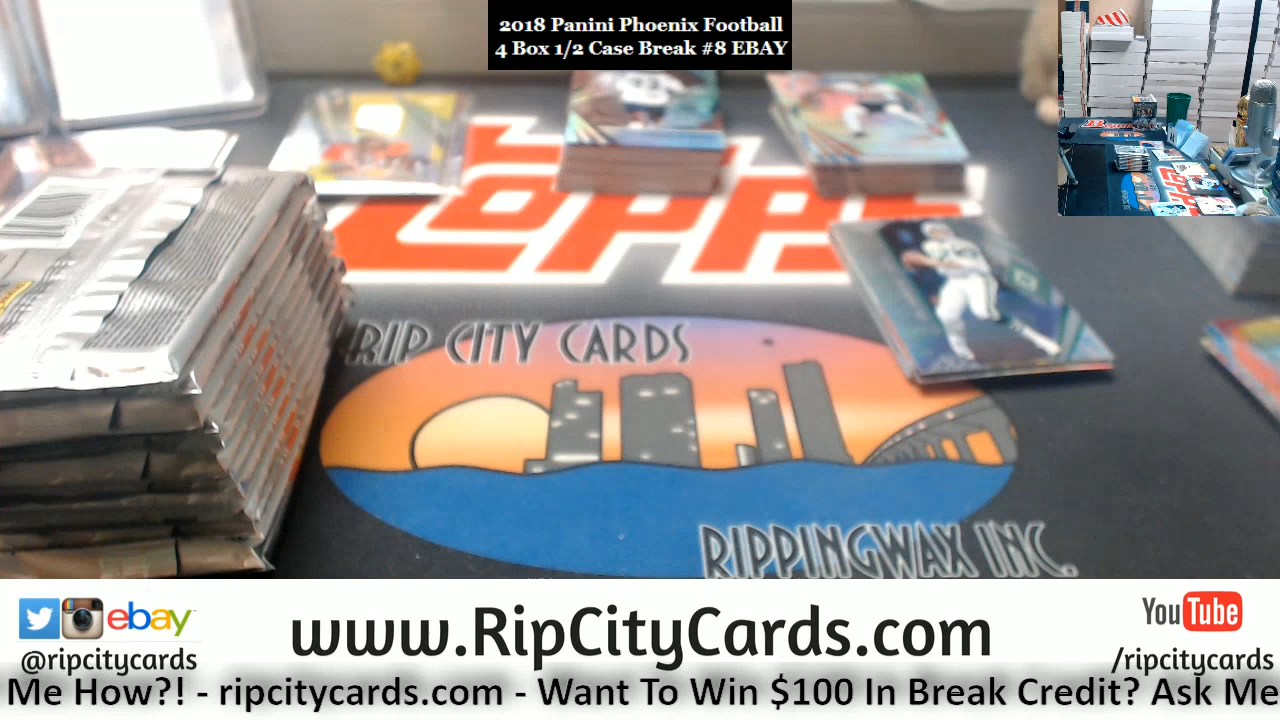 2018 Panini Phoenix Football
4 Box 1/2 Case Break #8 EBAY
TOPPS
RIP CITY CARDS
RIPPINGWAX INC.
ebay
www.RipCityCards.com
YouTube
@ripcitycards
/ripcitycards
Me How?! - ripcitycards.com - Want To Win $100 In Break Credit? Ask Me